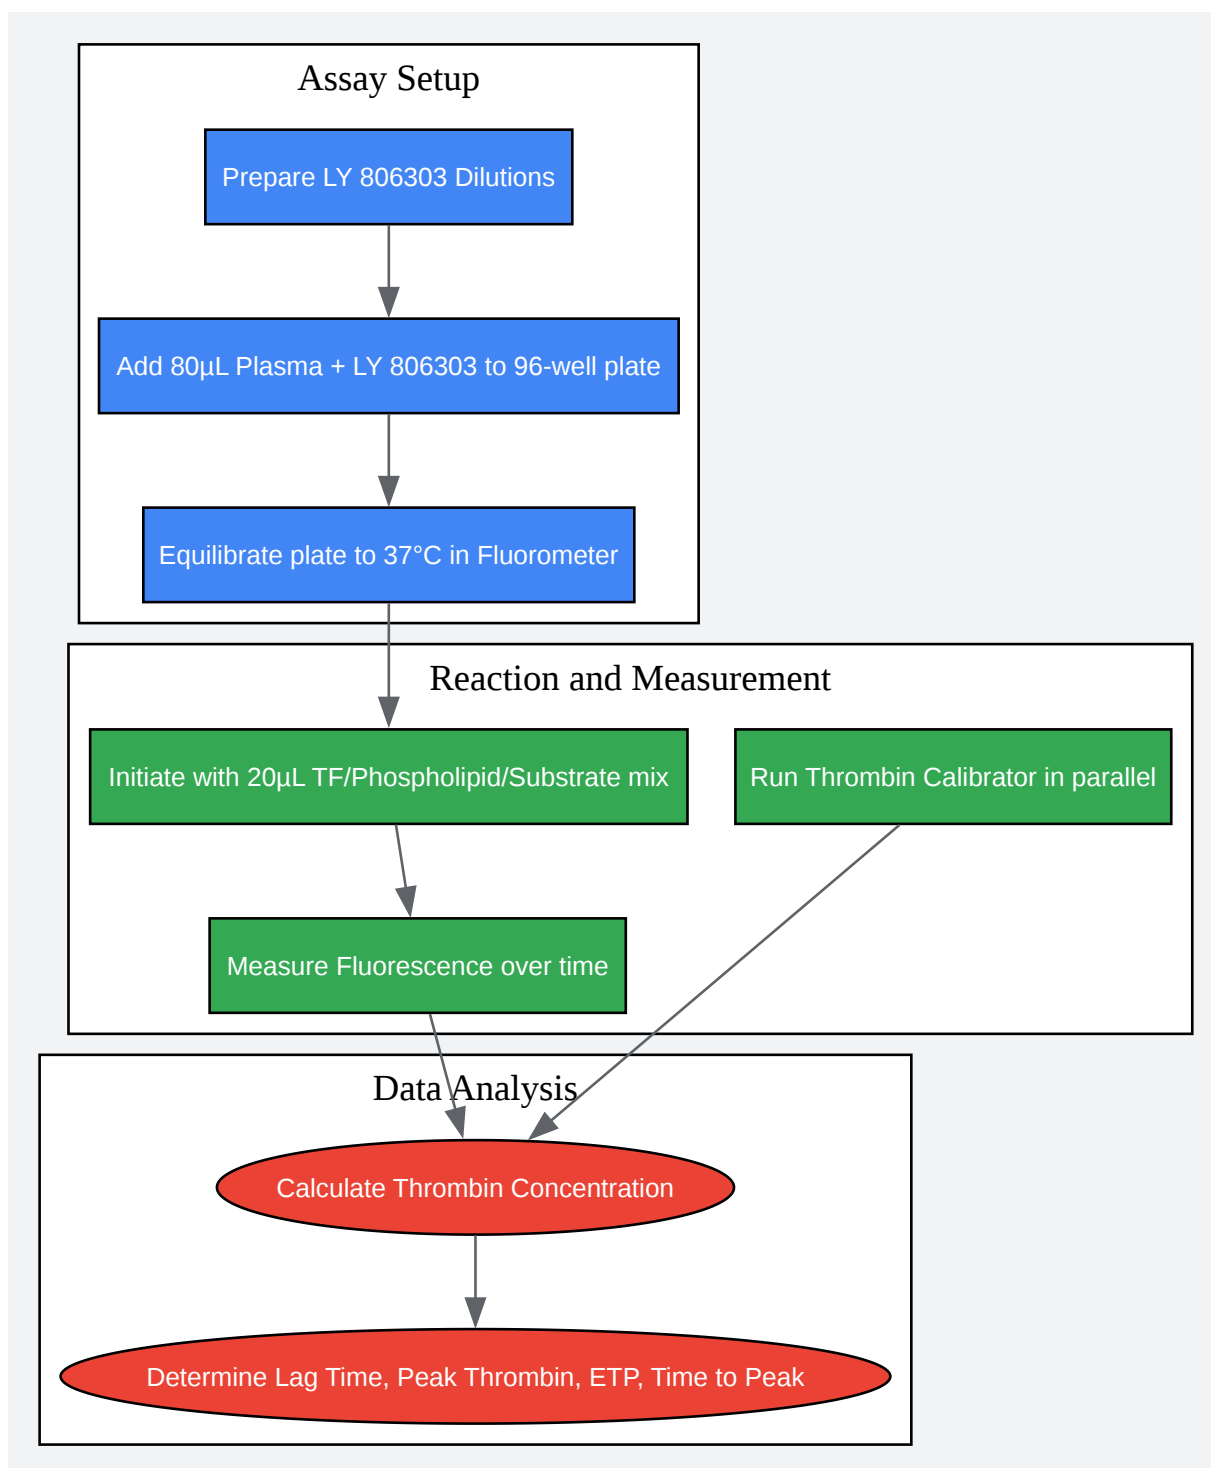 Assay Setup
Prepare LY 806303 Dilutions
Add 80µL Plasma + LY 806303 to 96-well plate
Equilibrate plate to 37°C in Fluorometer
Reaction and Measurement
Initiate with 20µL TF/Phospholipid/Substrate mix
Run Thrombin Calibrator in parallel
Measure Fluorescence over time
Data Analysis
Calculate Thrombin Concentration
Determine Lag Time, Peak Thrombin, ETP, Time to Peak